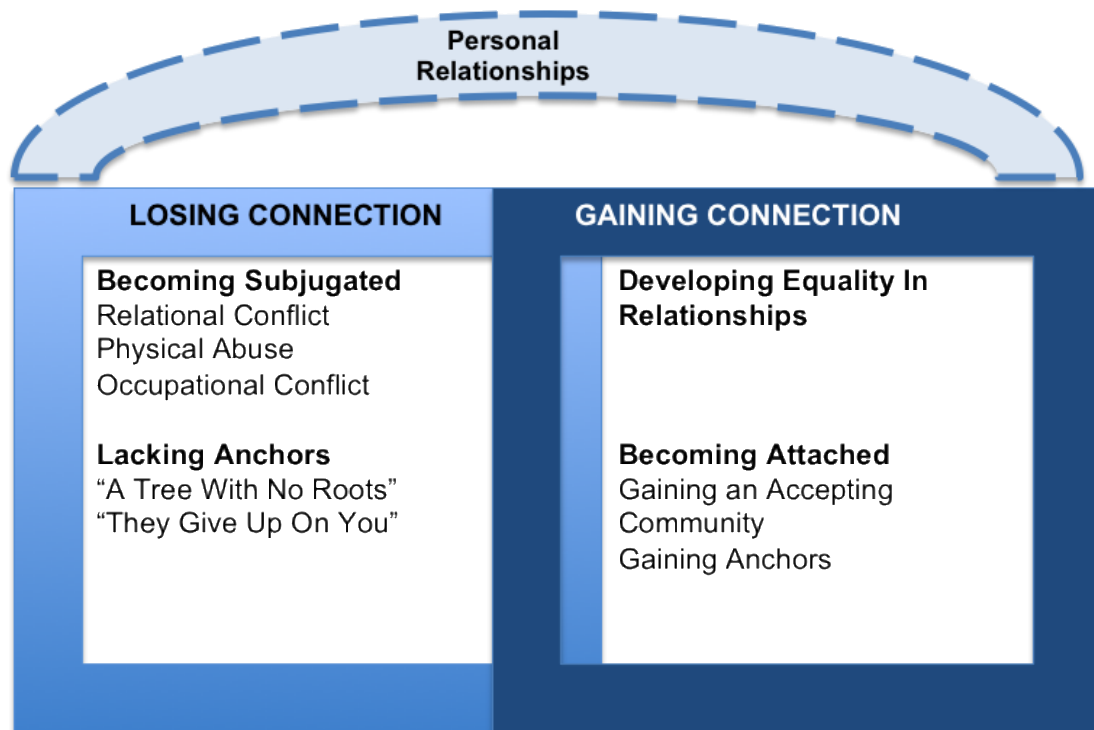 Personal
Relationships
LOSING CONNECTION
GAINING CONNECTION
Becoming Subjugated
Relational Conflict
Physical Abuse
Occupational Conflict
Lacking Anchors
“A Tree With No Roots”
“They Give Up On You”
Developing Equality In
Relationships
Becoming Attached
Gaining an Accepting
Community
Gaining Anchors